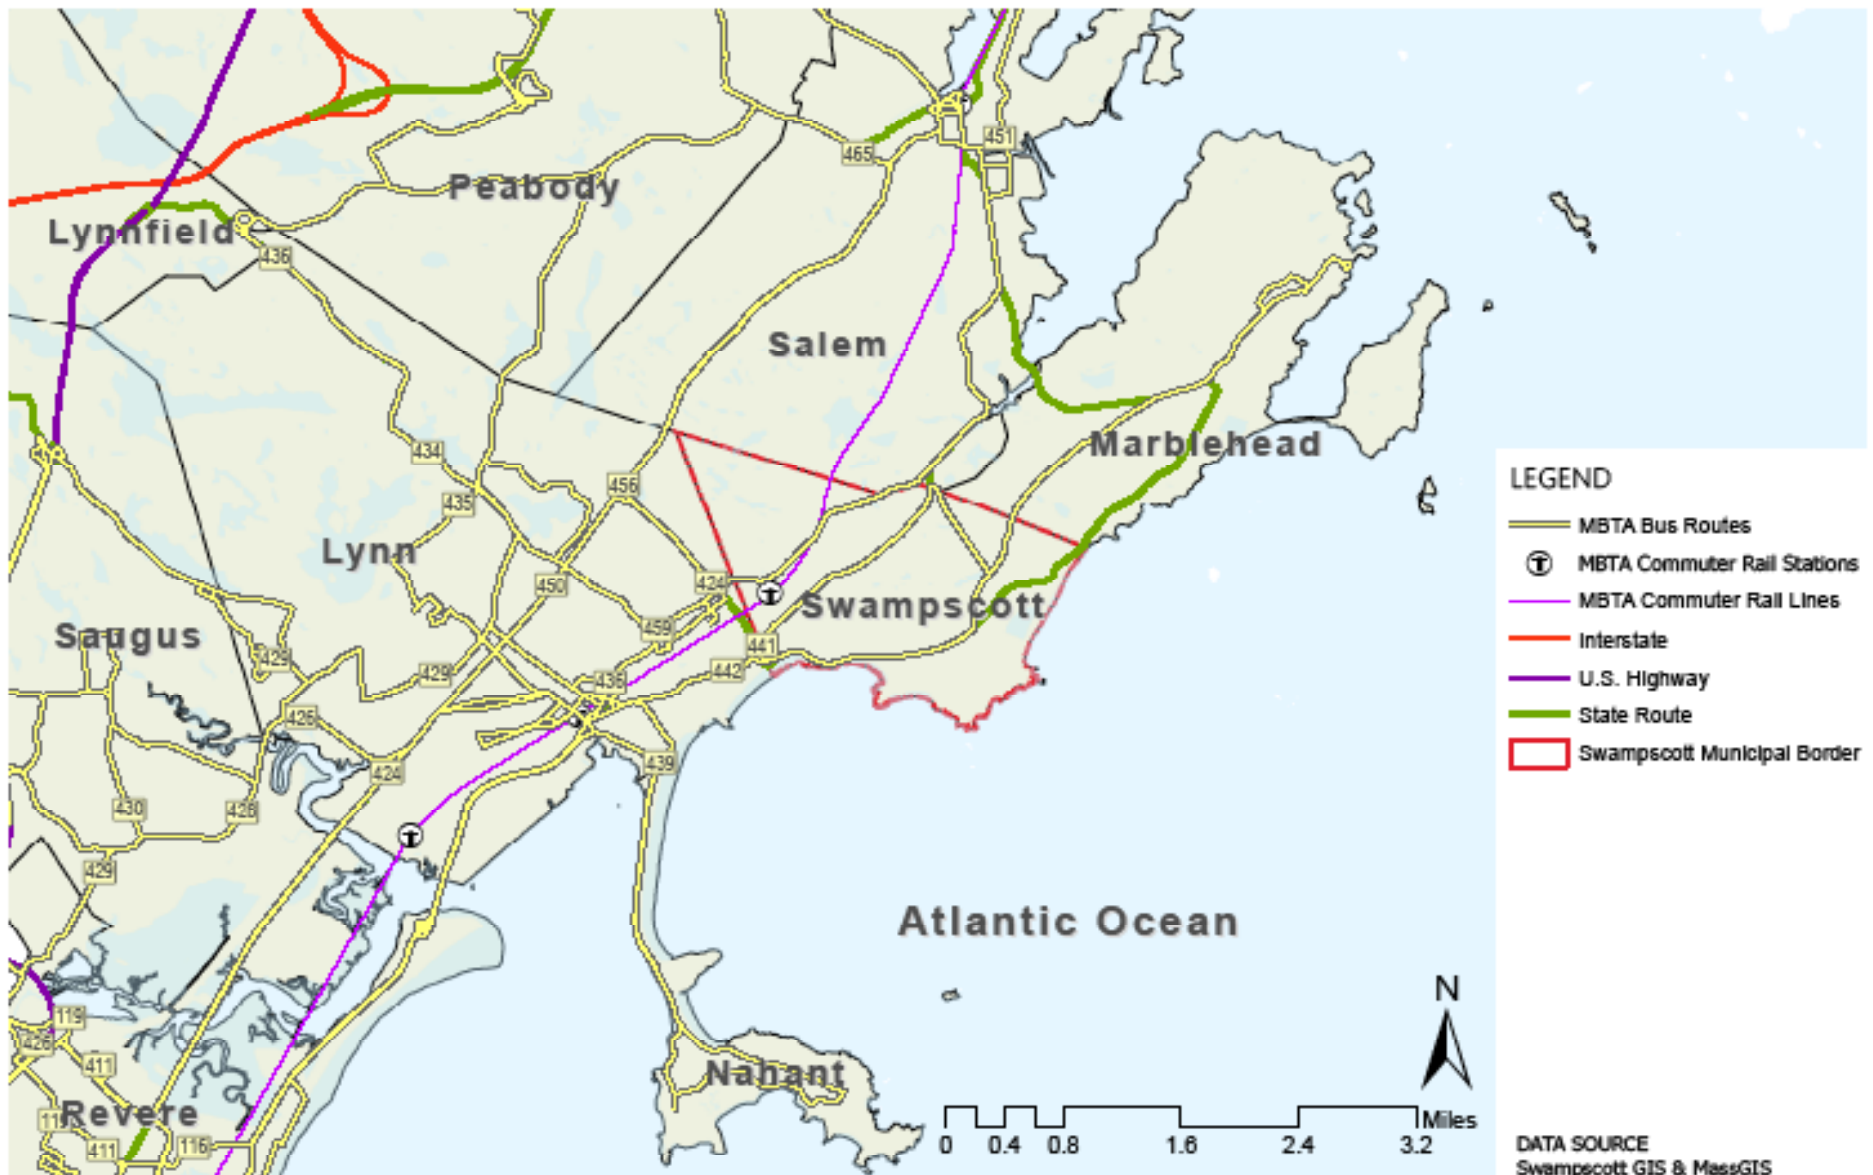 451
465
Peabody
Lynnfield
436
Salem
434
Marblehead
456
435
Lynn
450
424
Swampscott
459
Saugus
441
429
429
442
436
426
439
424
430
426
429
Atlantic Ocean
119
426
411
Nahant
Revere
411
116
LEGEND
MBTA Bus Routes
T MBTA Commuter Rail Stations
MBTA Commuter Rail Lines
Interstate
U.S. Highway
State Route
Swampscott Municipal Border
N
Miles
0 0.4 0.8 1.6 2.4 3.2
DATA SOURCE
Swampscott GIS & MassGIS